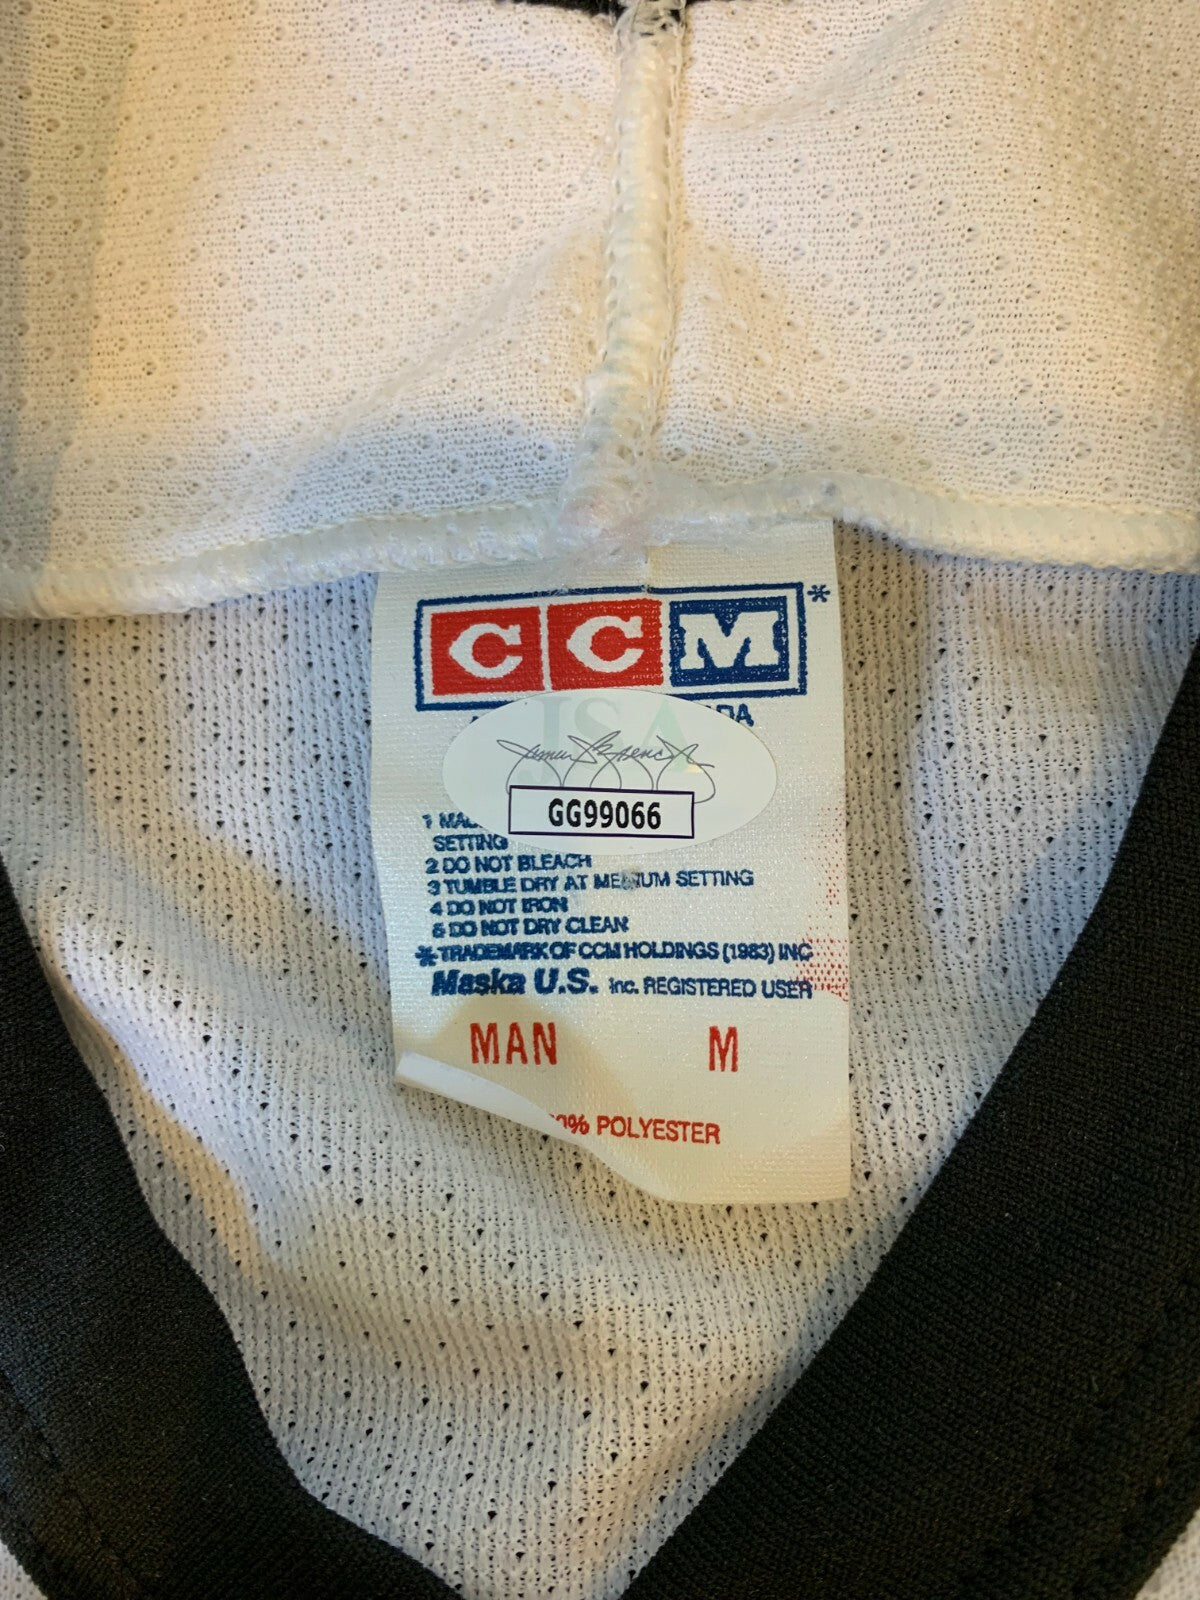 CCM*
JSA
GG99066
SETTING
2 DO NOT BLEACH
3 TUMBLE DRY AT MEDIUM SETTING
4 DO NOT IRON
5 DO NOT DRY CLEAN
* TRADEMARK OF CCM HOLDINGS (1983) INC
Maska U.S. Inc. REGISTERED USER
MAN M
% POLYESTER